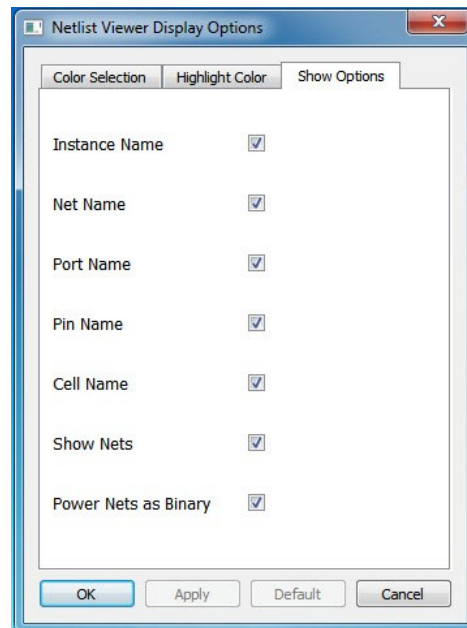 Netlist Viewer Display Options
Color Selection Highlight Color Show Options
Instance Name
Net Name
Port Name
Pin Name
Cell Name
Show Nets
Power Nets as Binary
OK Apply Default Cancel